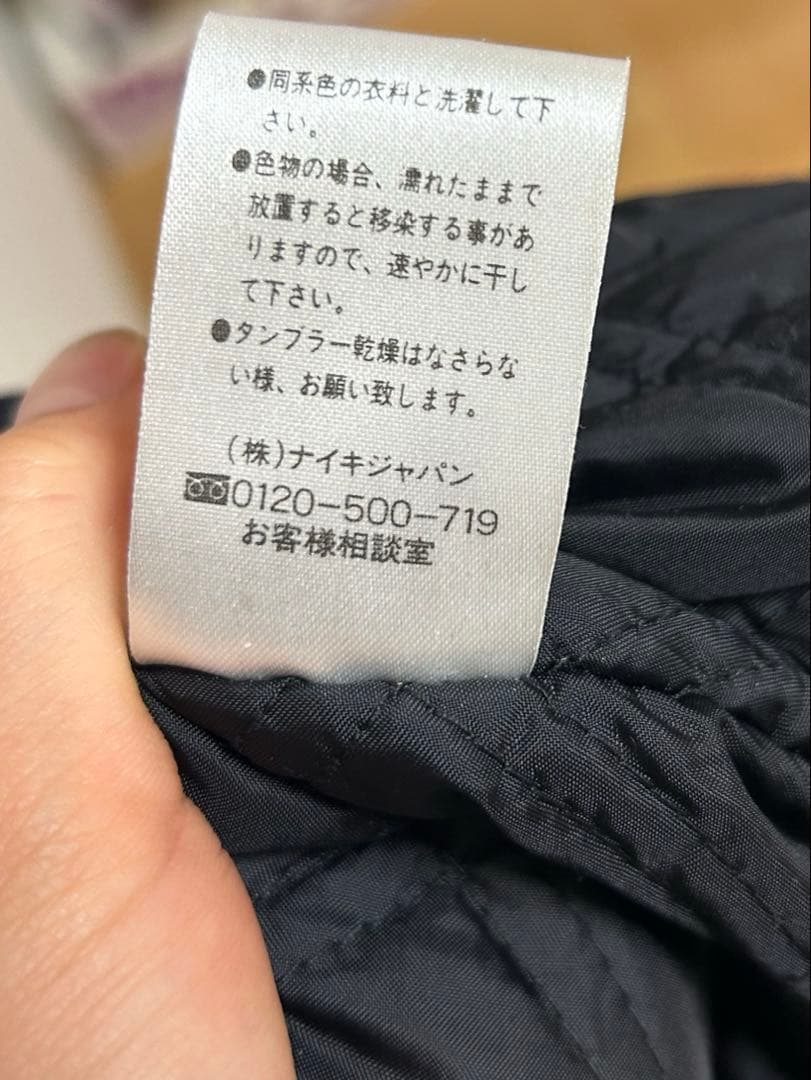 ●同系色の衣料と洗濯して下
さい。
●色物の場合、濡れたままで
放置すると移染する事があ
りますので、速やかに干し
て下さい。
●タンブラー乾燥はなさらな
い様、お願い致します。
(株)ナイキジャパン
0120-500-719
お客様相談室